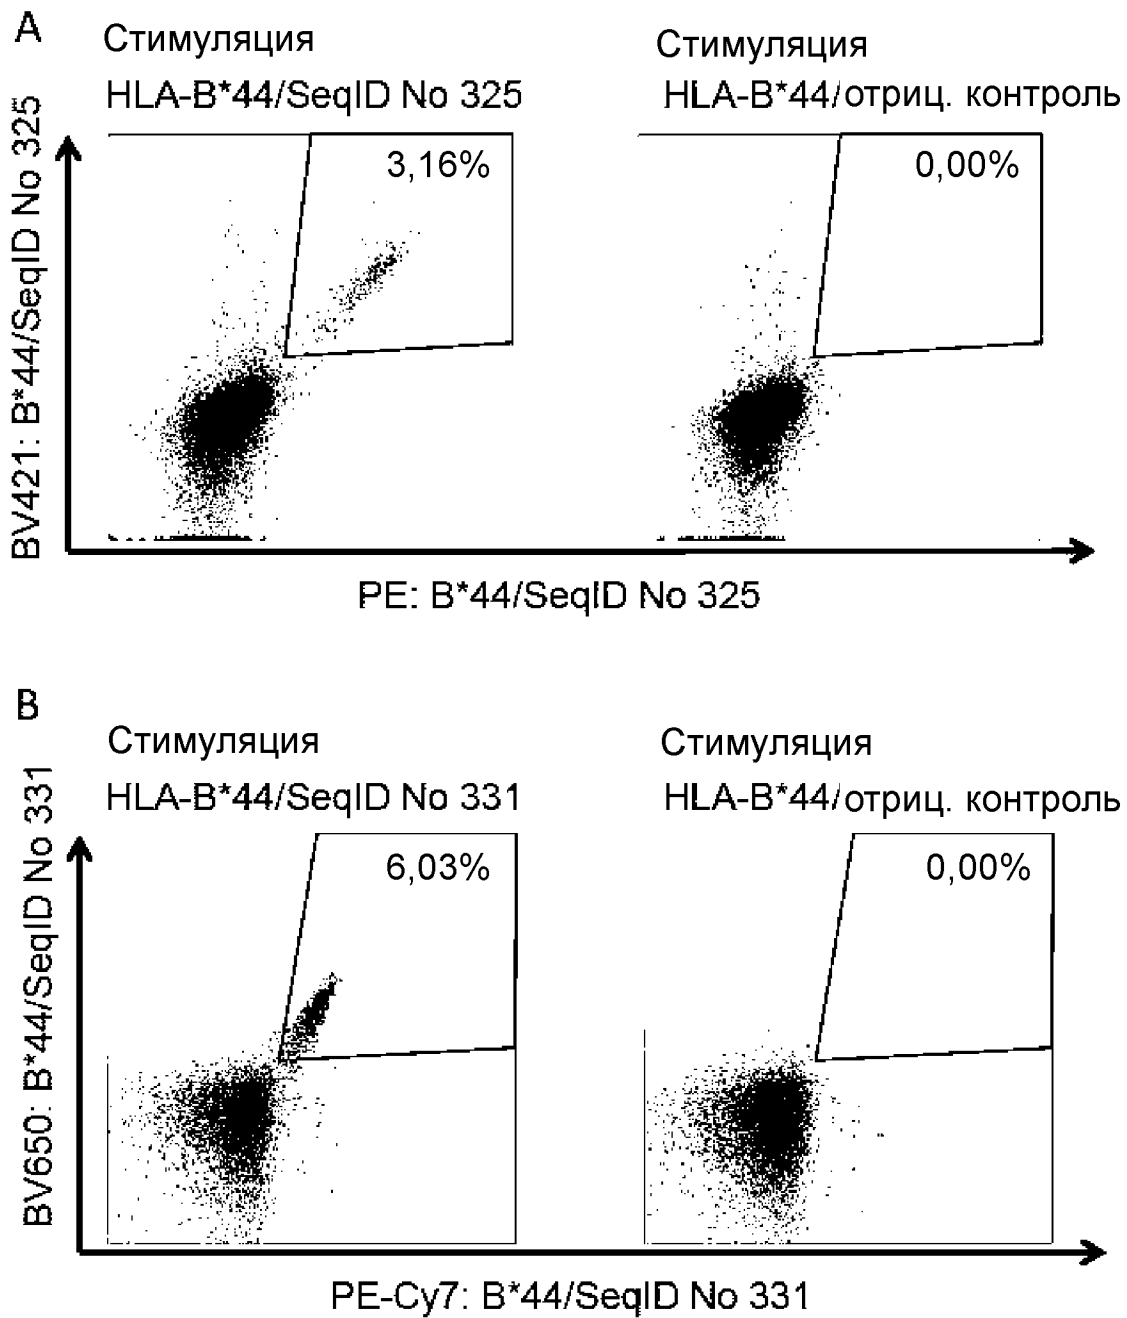 A
Стимуляция
HLA-B*44/SeqID No 325
Стимуляция
HLA-B*44/отриц. контроль
BV421: B*44/SeqID No 325
3,16%
0,00%
PE: B*44/SeqID No 325
B
Стимуляция
HLA-B*44/SeqID No 331
Стимуляция
HLA-B*44/отриц. контроль
BV650: B*44/SeqID No 331
6,03%
0,00%
PE-Cy7: B*44/SeqID No 331